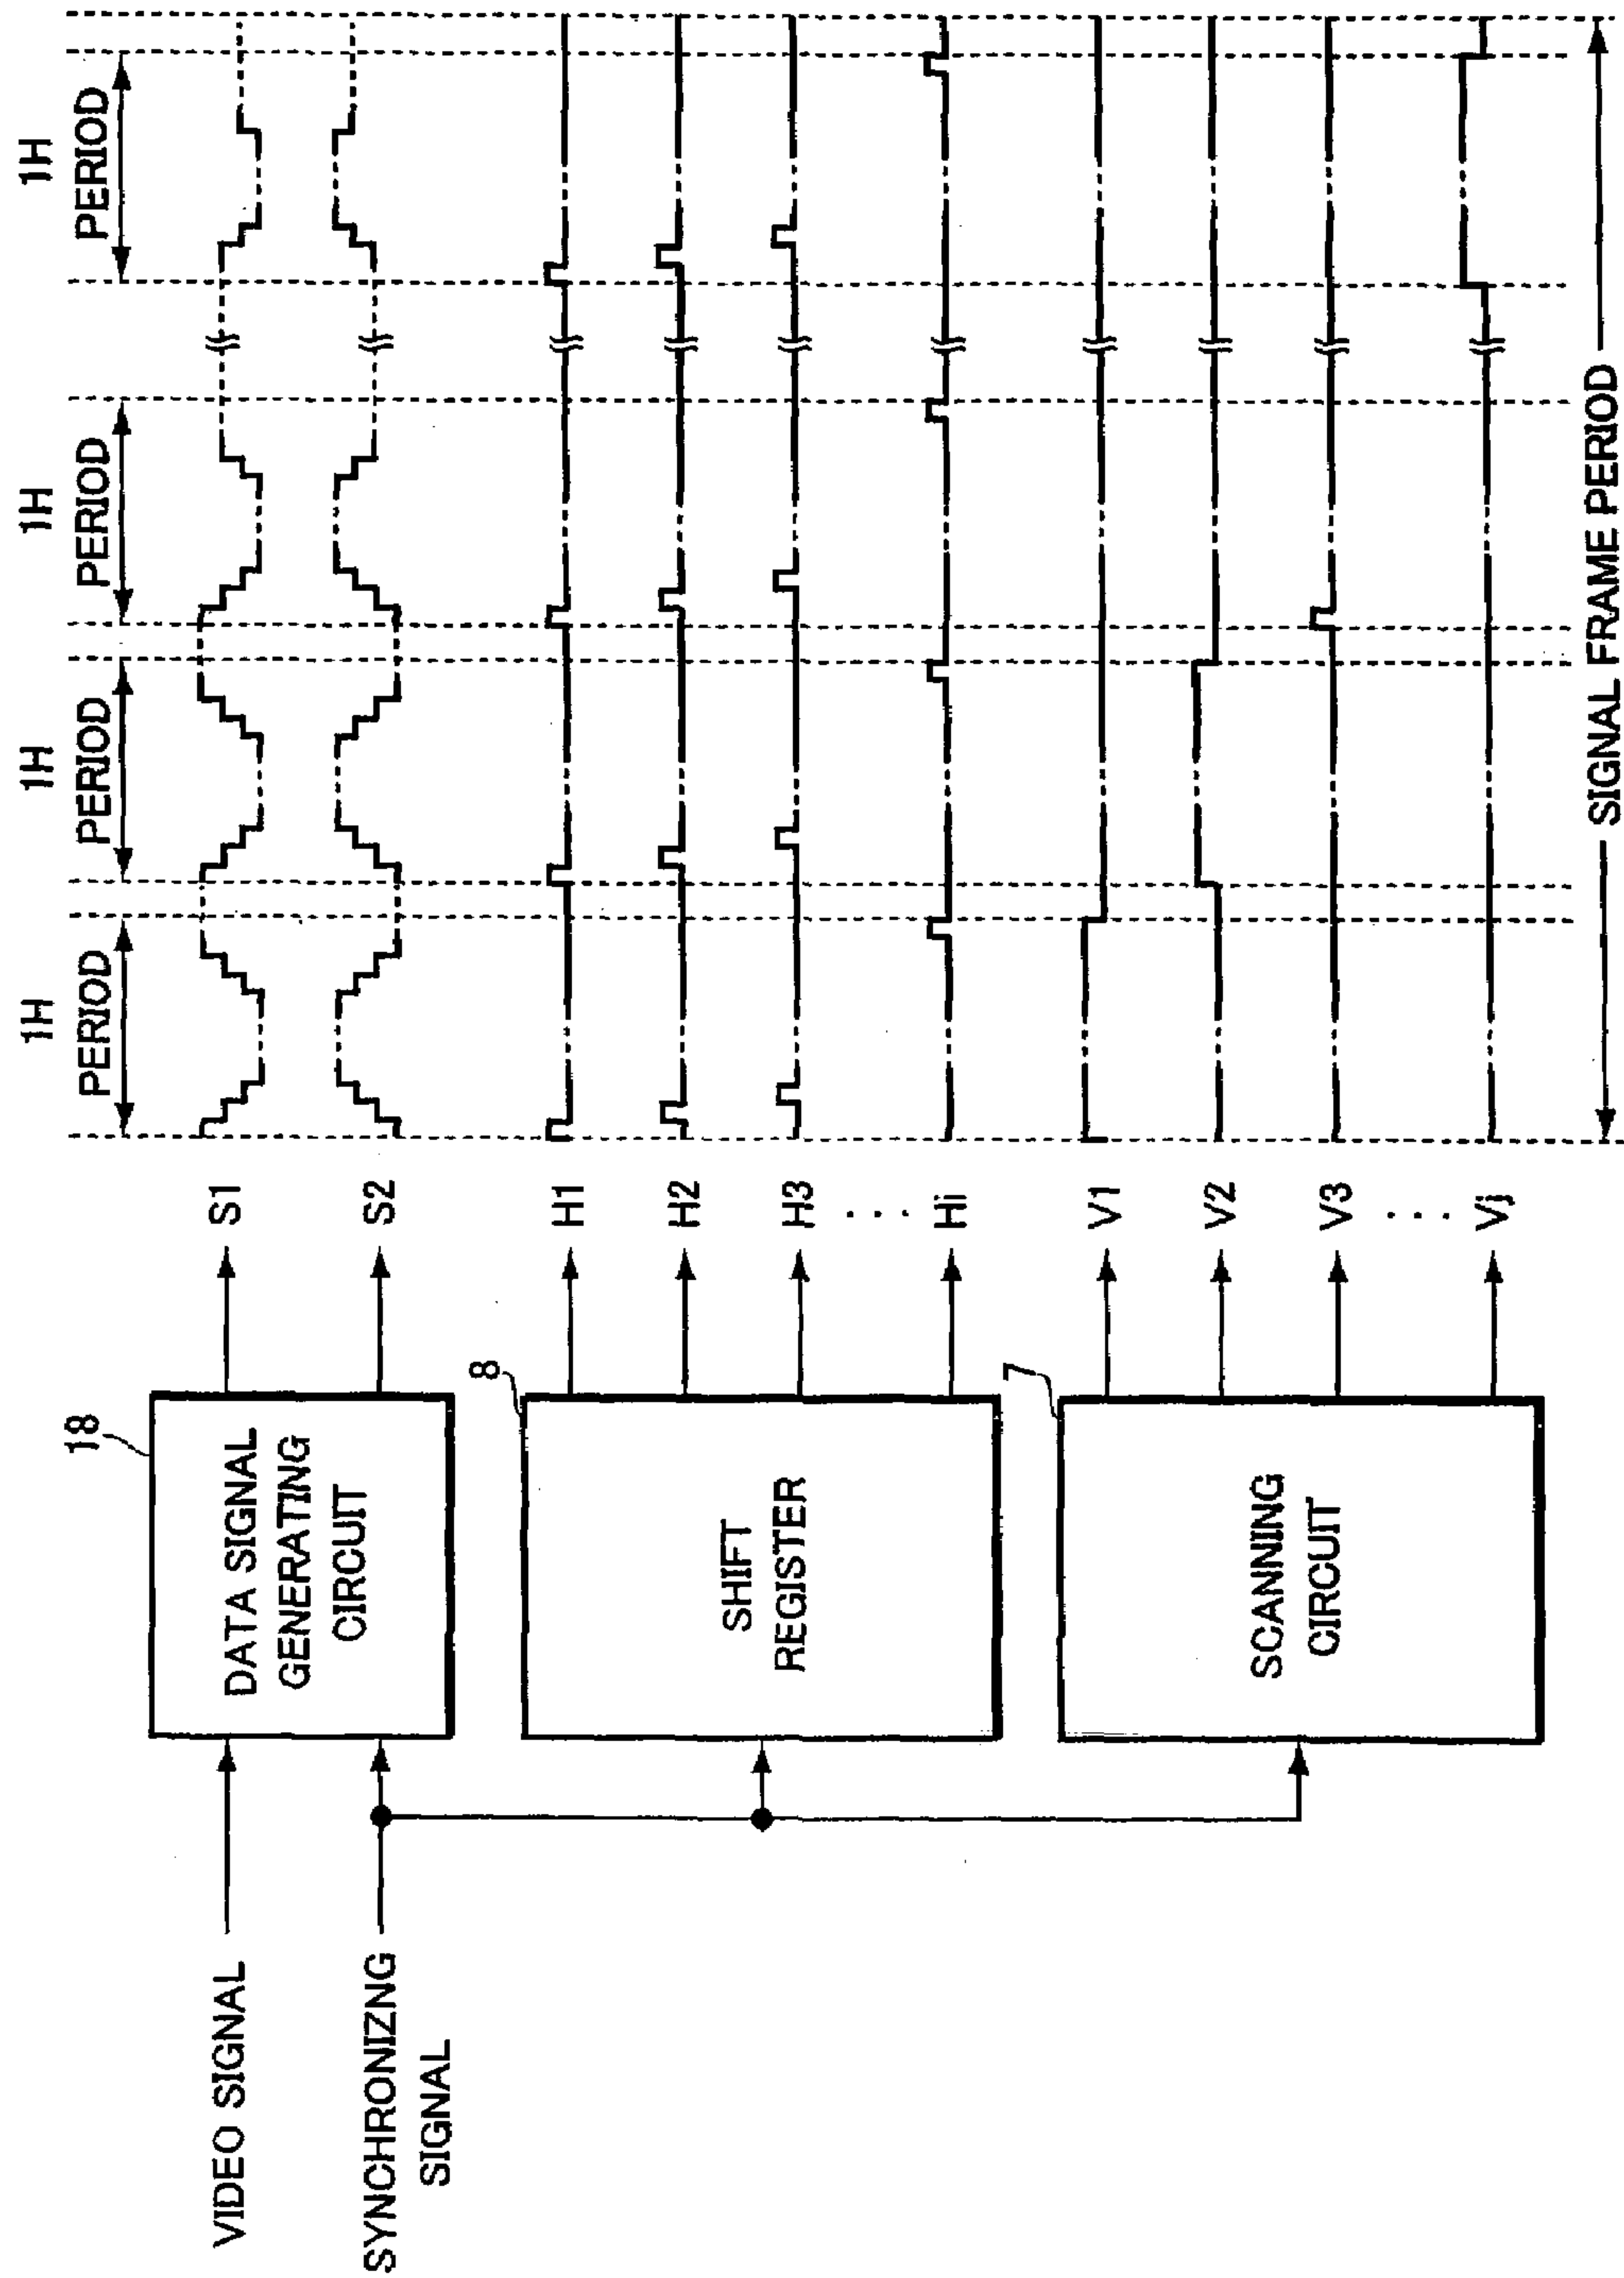 VIDEO SIGNAL
SYNCHRONIZNG
SIGNAL
18
DATA SIGNAL
GENERATING
CIRCUIT
8
SHIFT
REGISTER
7
SCANNING
CIRCUIT
S1
S2
H1
H2
H3
...
Hi
V1
V2
V3
...
Vj
1H
PERIOD
1H
PERIOD
1H
PERIOD
1H
PERIOD
SIGNAL FRAME PERIOD